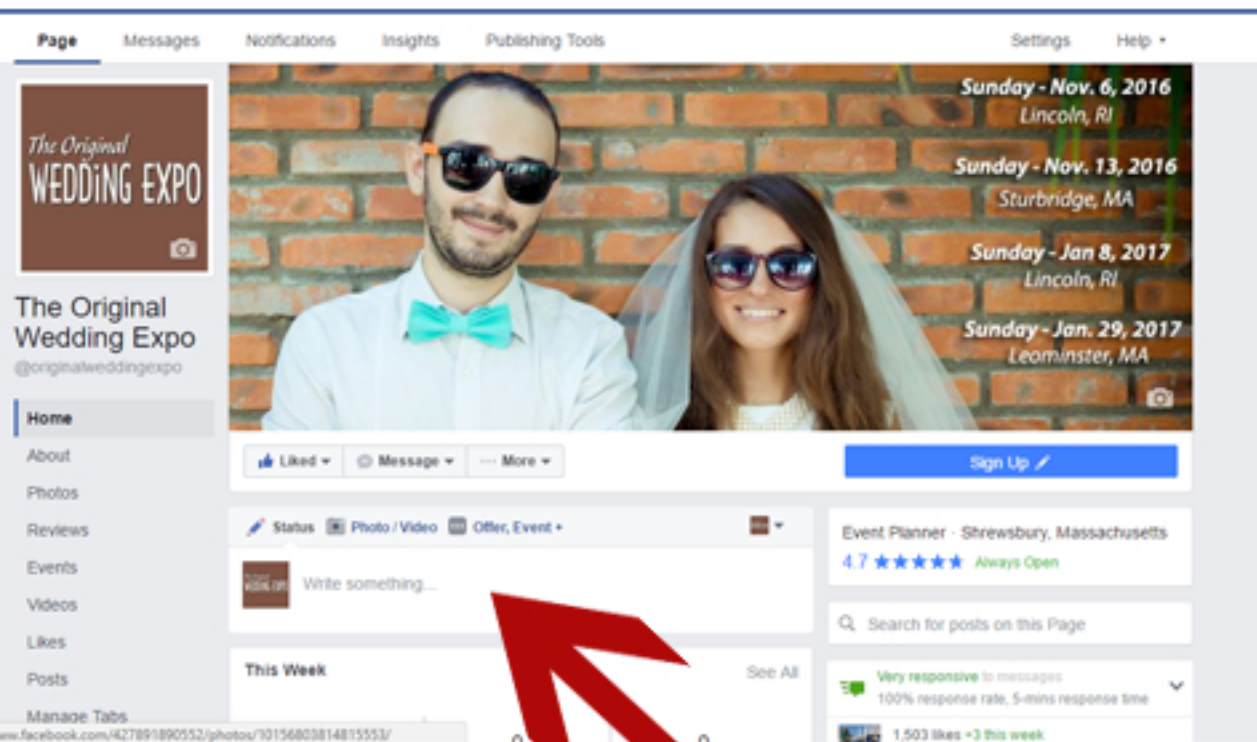 Page Messages Notifications Insights Publishing Tools Settings Help
The Original
WEDDiNG EXPO
Sunday - Nov. 6, 2016
Lincoln, RI
Sunday - Nov. 13, 2016
Sturbridge, MA
Sunday - Jan 8, 2017
Lincoln, RI
Sunday - Jan. 29, 2017
Leominster, MA
The Original
Wedding Expo
@originalweddingexpo
Home
About
Photos
Reviews
Events
Videos
Likes
Posts
Manage Tabs
Liked Message ... More
Sign Up
Status Photo / Video Offer, Event +
Write something...
This Week See All
Event Planner · Shrewsbury, Massachusetts
4.7 ★★★★★ Always Open
Search for posts on this Page
Very responsive to messages
100% response rate, 5-mins response time
1,503 likes +3 this week
ww.facebook.com/427891890552/photos/10156803814815553/